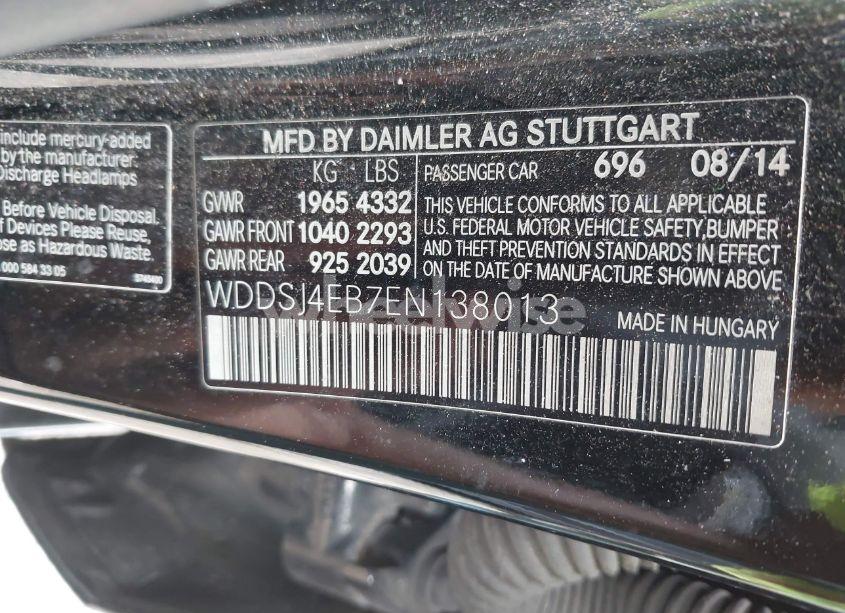 include mercury-added
by the manufacturer:
Discharge Headlamps
Before Vehicle Disposal.
of Devices Please Reuse,
ose as Hazardous Waste.
000 584 33 05
MFD BY DAIMLER AG STUTTGART
KG LBS PASSENGER CAR 696 08/14
GVWR 1965 4332
GAWR FRONT 1040 2293
GAWR REAR 925 2039
THIS VEHICLE CONFORMS TO ALL APPLICABLE
U.S. FEDERAL MOTOR VEHICLE SAFETY, BUMPER
AND THEFT PREVENTION STANDARDS IN EFFECT
ON THE DATE OF MANUFACTURE SHOWN ABOVE
WDDSJ4EB7EN138013
MADE IN HUNGARY
wheelwise